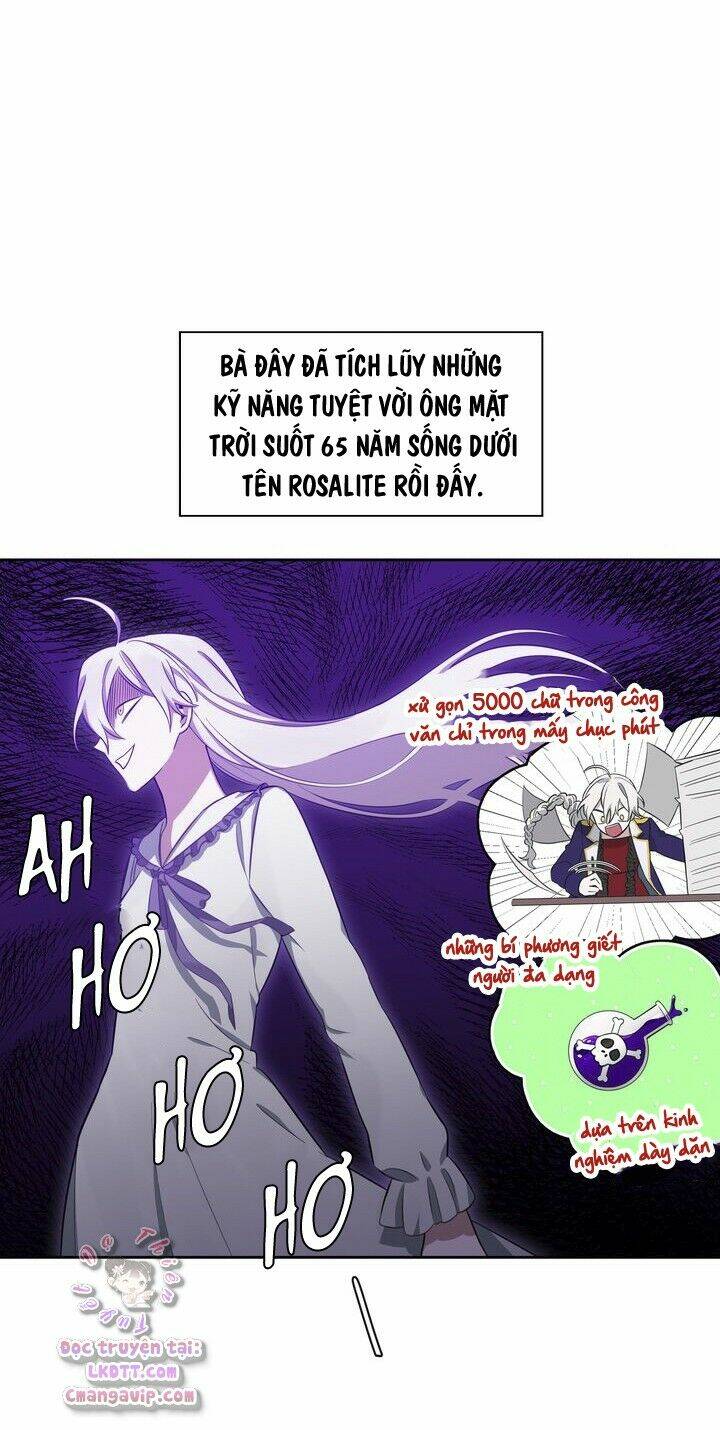 BÀ ĐÂY ĐÃ TÍCH LŨY NHỮNG
KỸ NĂNG TUYỆT VỜI ÔNG MẶT
TRỜI SUỐT 65 NĂM SỐNG DƯỚI
TÊN ROSALITE RỒI ĐẤY.
xử gọn 5000 chữ trong công
văn chỉ trong mấy chục phút
AH
HƠ
HƠ
HƠ
những bí phương giết
người đa dạng
dựa trên kinh
nghiệm dày dặn
Dạ Thiên
Tuyết
Đọc truyện tại:
LKDTT.com
Cmangavip.com